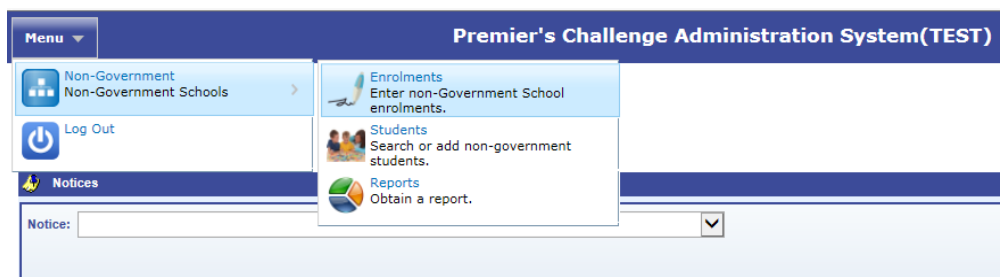 Menu
Premier's Challenge Administration System(TEST)
Non-Government
Non-Government Schools
Log Out
Enrolments
Enter non-Government School
enrolments.
Students
Search or add non-government
students.
Reports
Obtain a report.
Notices
Notice: